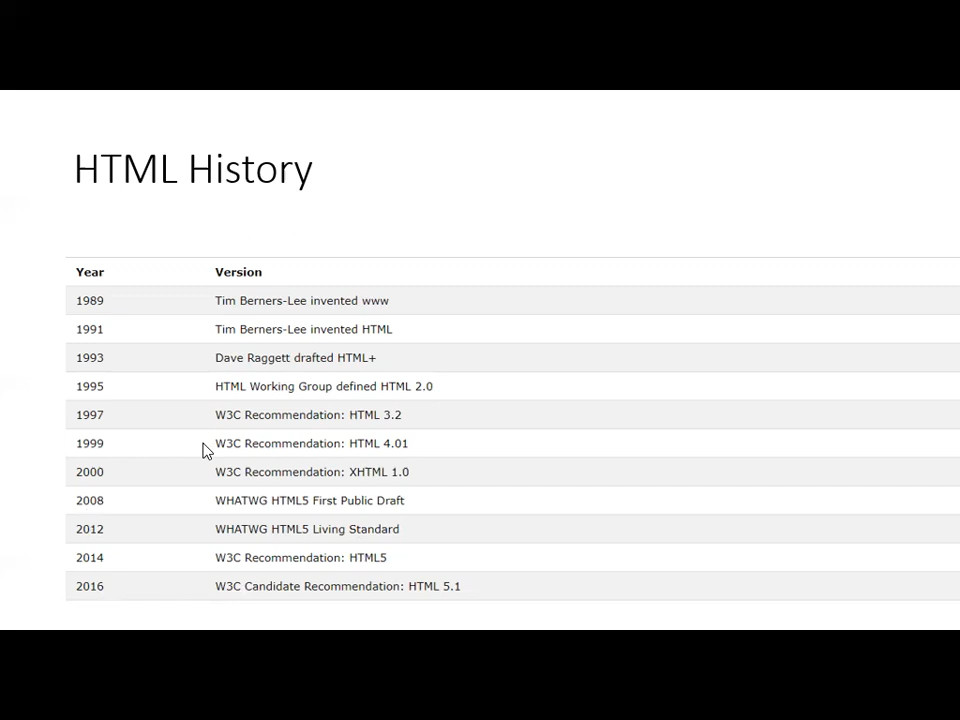 HTML History
Year Version
1989 Tim Berners-Lee invented www
1991 Tim Berners-Lee invented HTML
1993 Dave Raggett drafted HTML+
1995 HTML Working Group defined HTML 2.0
1997 W3C Recommendation: HTML 3.2
1999 W3C Recommendation: HTML 4.01
2000 W3C Recommendation: XHTML 1.0
2008 WHATWG HTML5 First Public Draft
2012 WHATWG HTML5 Living Standard
2014 W3C Recommendation: HTML5
2016 W3C Candidate Recommendation: HTML 5.1